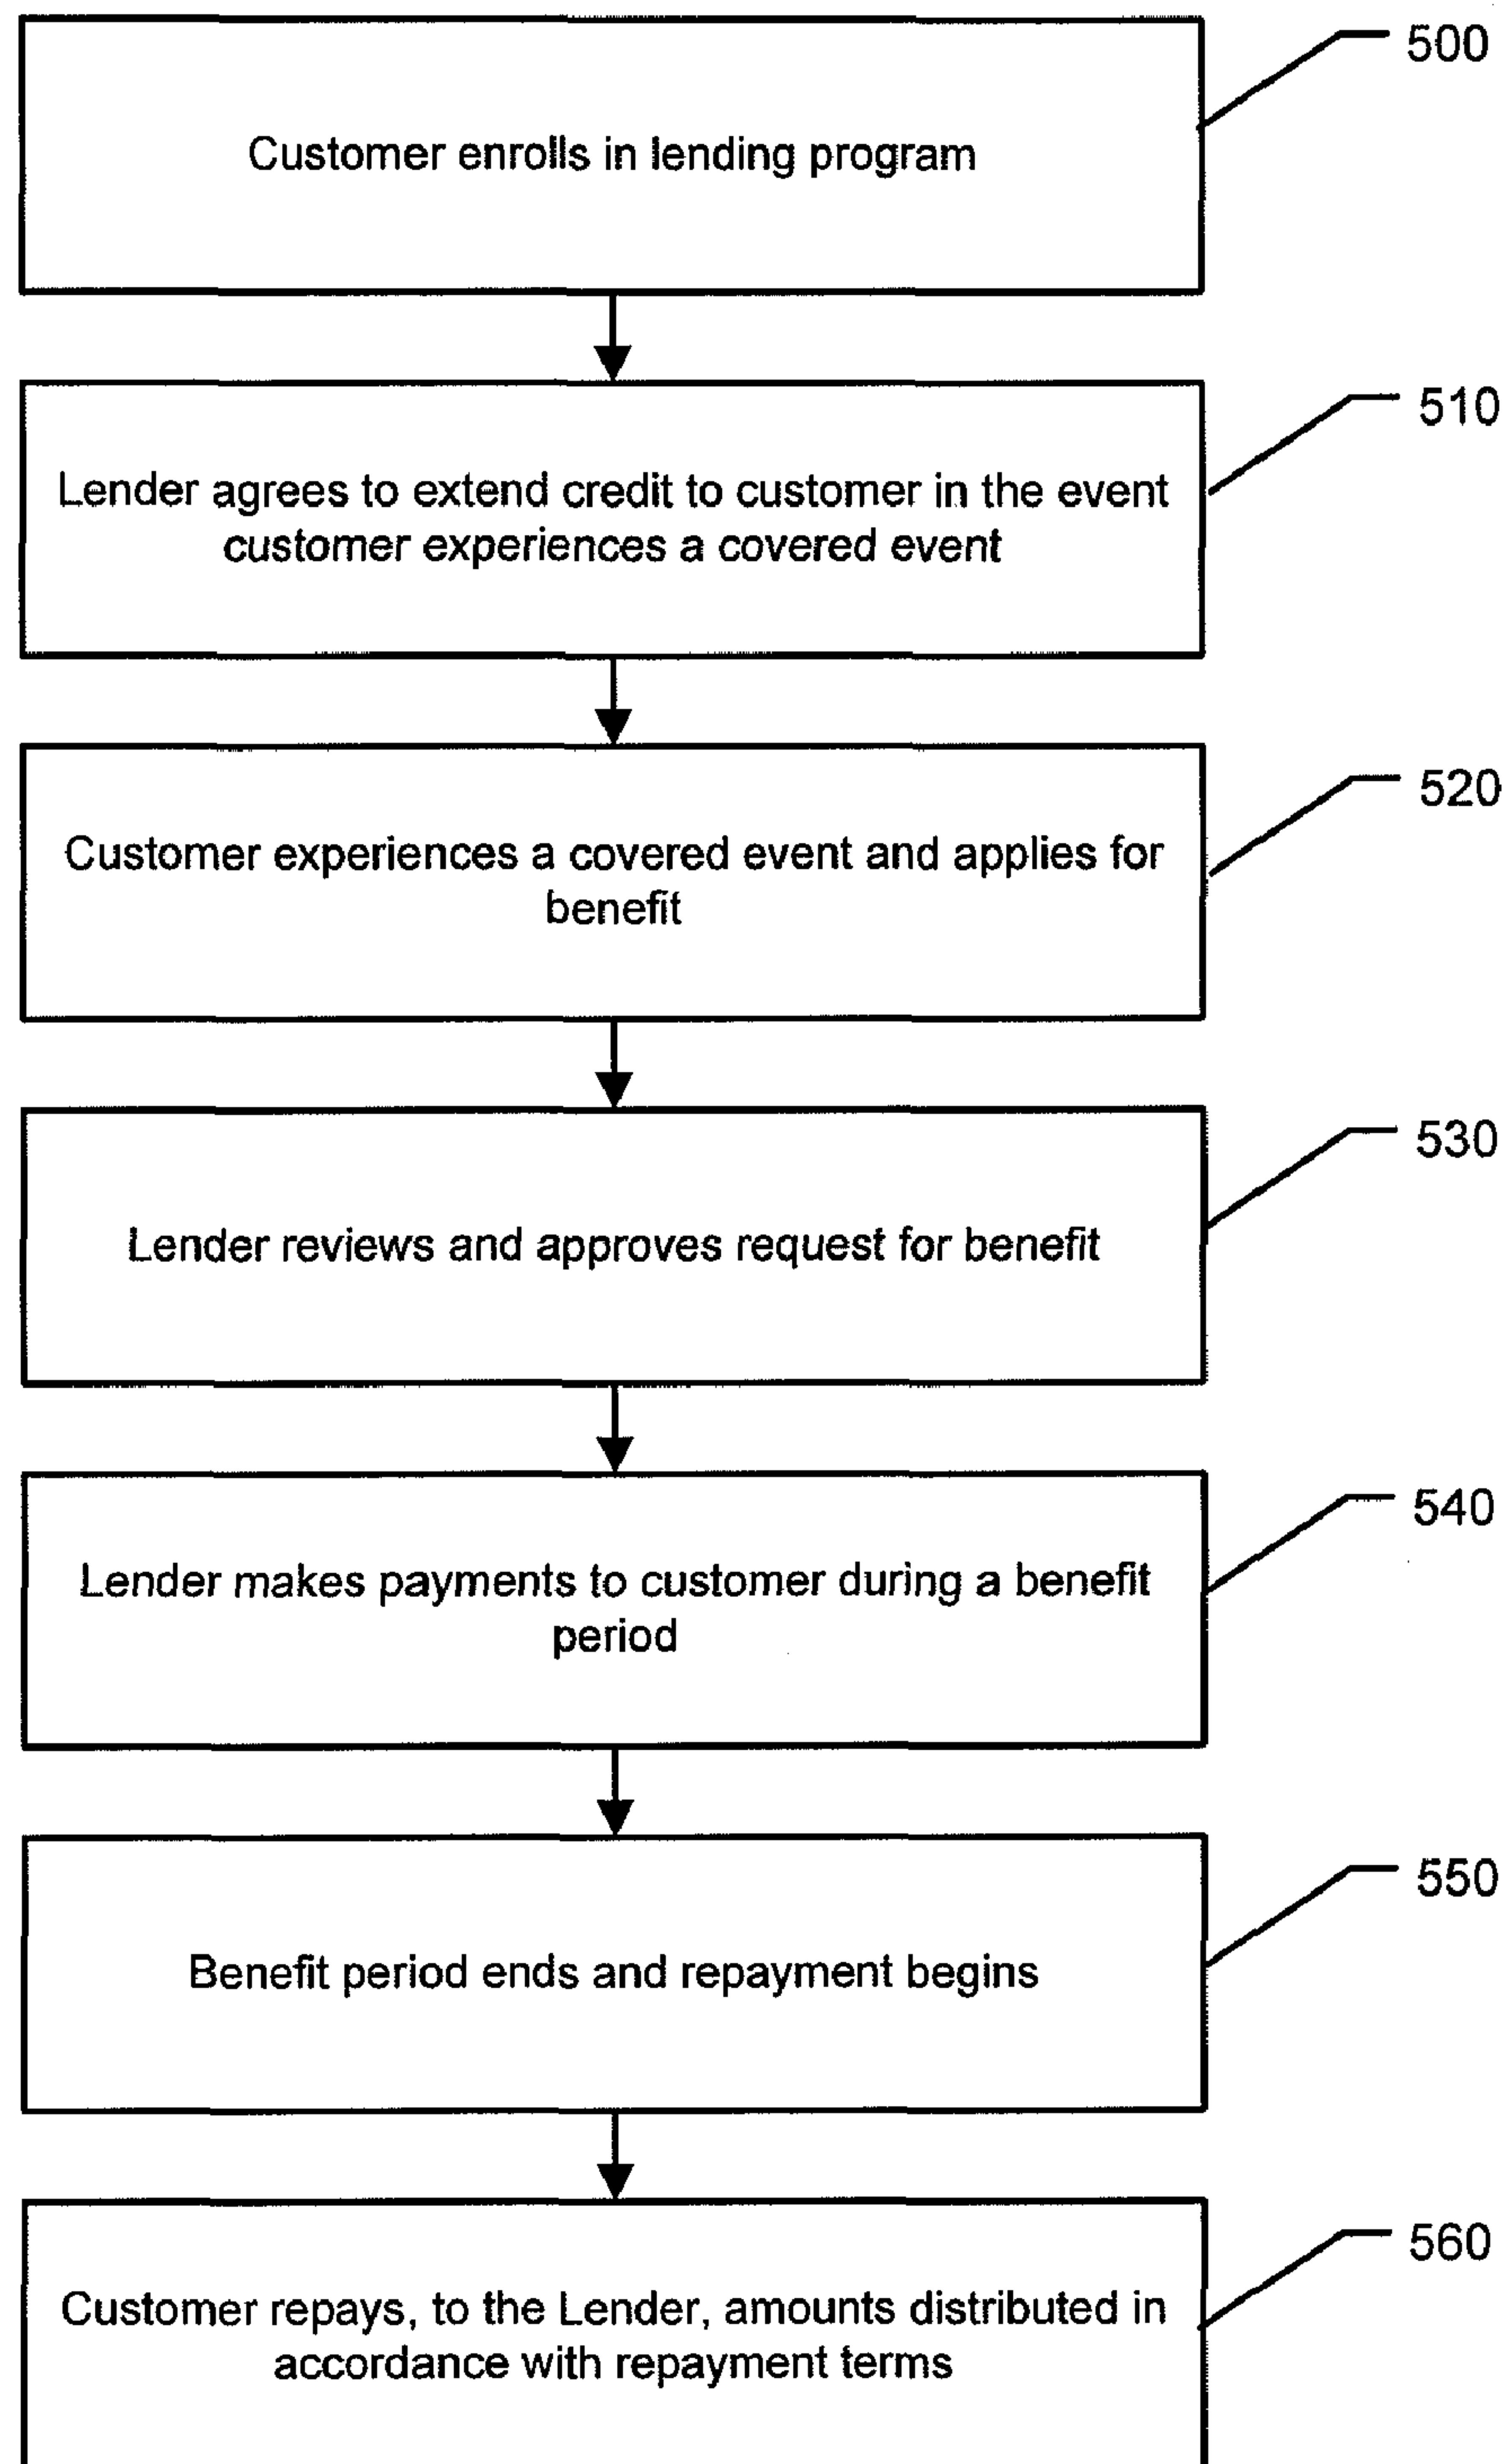 500
Customer enrolls in lending program
510
Lender agrees to extend credit to customer in the event
customer experiences a covered event
520
Customer experiences a covered event and applies for
benefit
530
Lender reviews and approves request for benefit
540
Lender makes payments to customer during a benefit
period
550
Benefit period ends and repayment begins
560
Customer repays, to the Lender, amounts distributed in
accordance with repayment terms